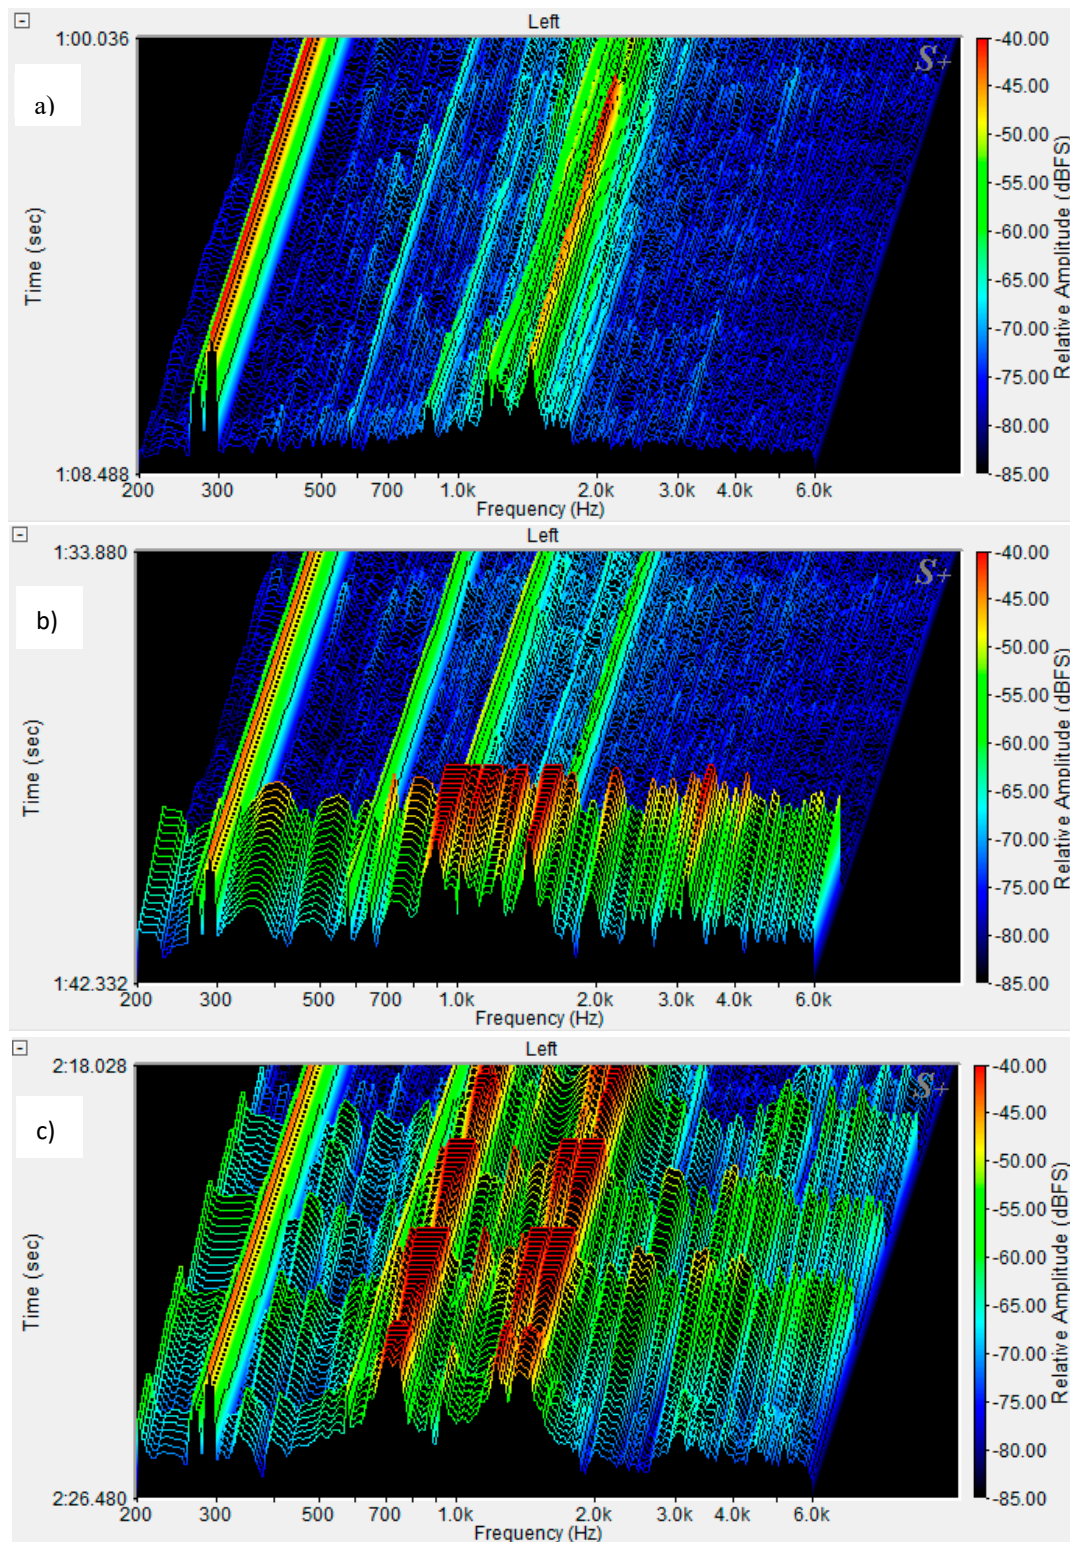 Left
1:00.036
a)
S+
Time (sec)
1:08.488
200 300 500 700 1.0k 2.0k 3.0k 4.0k 6.0k
Frequency (Hz)
-40.00
-45.00
-50.00
-55.00
-60.00
-65.00
-70.00
-75.00
-80.00
-85.00
Relative Amplitude (dBFS)
Left
1:33.880
b)
S+
Time (sec)
1:42.332
200 300 500 700 1.0k 2.0k 3.0k 4.0k 6.0k
Frequency (Hz)
-40.00
-45.00
-50.00
-55.00
-60.00
-65.00
-70.00
-75.00
-80.00
-85.00
Relative Amplitude (dBFS)
Left
2:18.028
c)
S+
Time (sec)
2:26.480
200 300 500 700 1.0k 2.0k 3.0k 4.0k 6.0k
Frequency (Hz)
-40.00
-45.00
-50.00
-55.00
-60.00
-65.00
-70.00
-75.00
-80.00
-85.00
Relative Amplitude (dBFS)